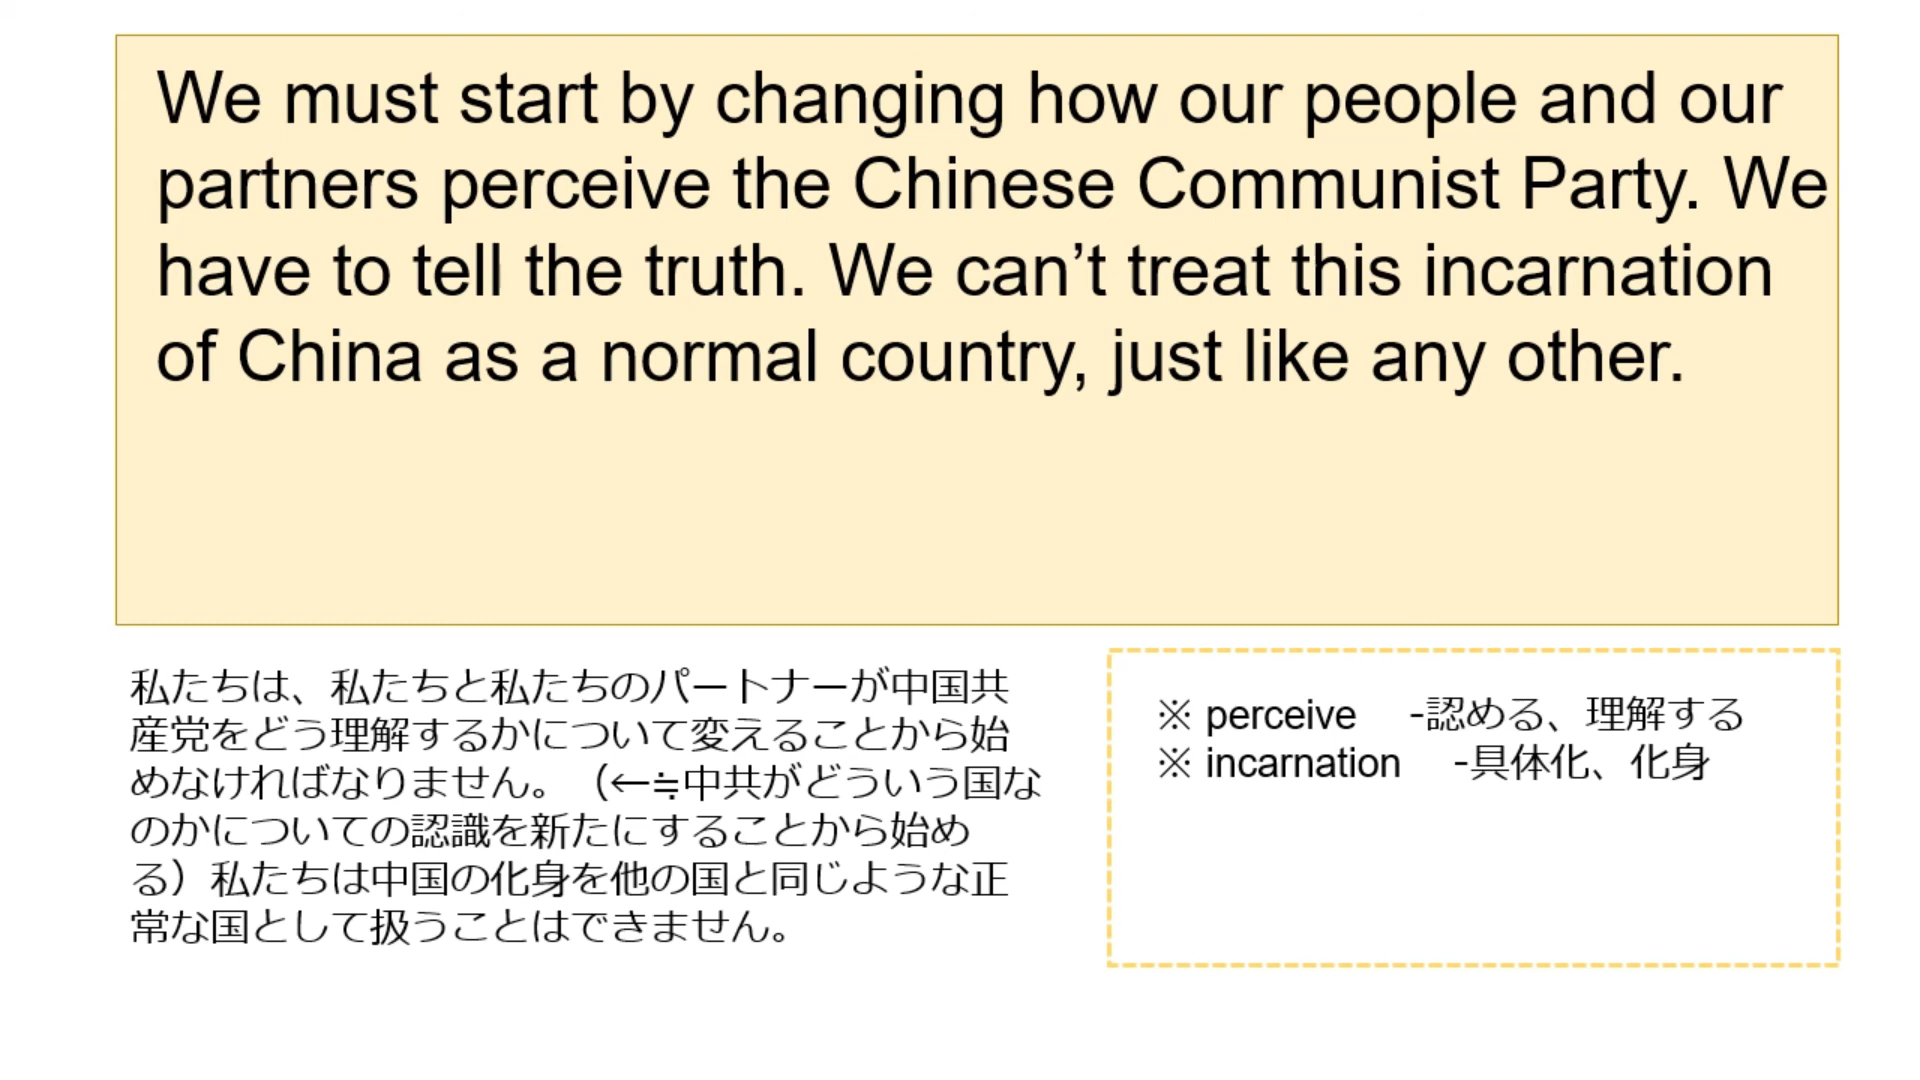 We must start by changing how our people and our
partners perceive the Chinese Communist Party. We
have to tell the truth. We can’t treat this incarnation
of China as a normal country, just like any other.
私たちは、私たちと私たちのパートナーが中国共
産党をどう理解するかについて変えることから始
めなければなりません。（←≒中共がどういう国な
のかについての認識を新たにすることから始め
る）私たちは中国の化身を他の国と同じような正
常な国として扱うことはできません。
※ perceive -認める、理解する
※ incarnation -具体化、化身